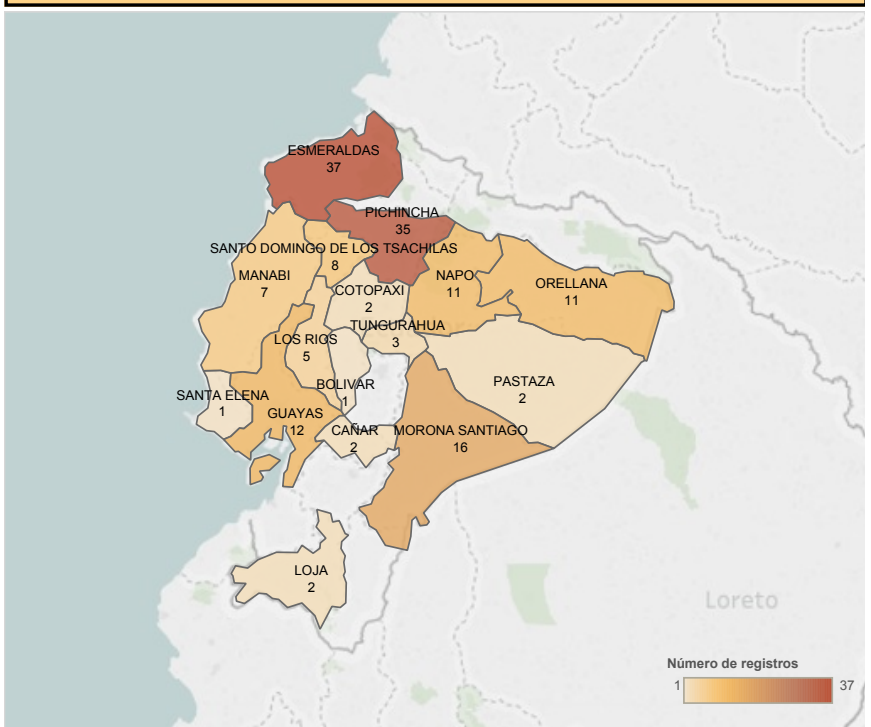 ESMERALDAS
37
PICHINCHA
35
SANTO DOMINGO DE LOS TSACHILAS
8
MANABI
7
NAPO
11
ORELLANA
11
COTOPAXI
2
TUNGURAHUA
3
LOS RIOS
5
PASTAZA
2
BOLIVAR
1
SANTA ELENA
1
GUAYAS
12
CAÑAR
2
MORONA SANTIAGO
16
LOJA
2
Loreto
Número de registros
1 37